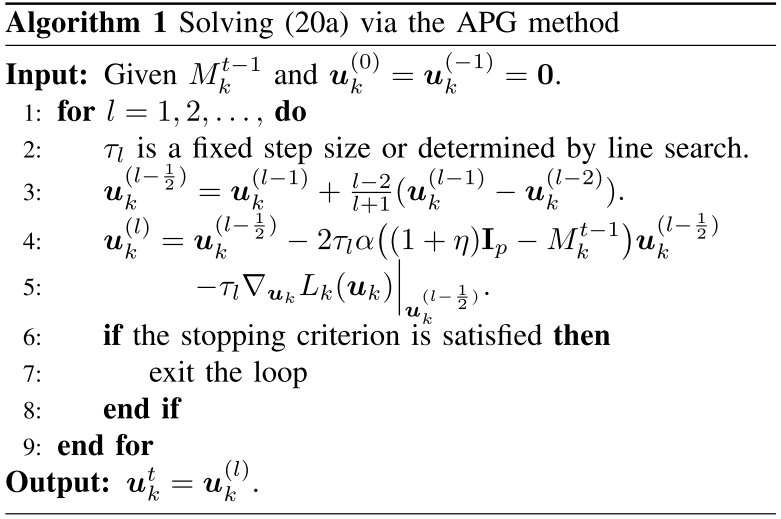 Algorithm 1 Solving (20a) via the APG method
Input: Given $M_k^{t-1}$ and $\boldsymbol{u}_k^{(0)} = \boldsymbol{u}_k^{(-1)} = \mathbf{0}$.
1: for $l = 1, 2, \ldots,$ do
2: $\tau_l$ is a fixed step size or determined by line search.
3: $\boldsymbol{u}_k^{(l-\frac{1}{2})} = \boldsymbol{u}_k^{(l-1)} + \frac{l-2}{l+1}(\boldsymbol{u}_k^{(l-1)} - \boldsymbol{u}_k^{(l-2)})$.
4: $\boldsymbol{u}_k^{(l)} = \boldsymbol{u}_k^{(l-\frac{1}{2})} - 2\tau_l\alpha\big((1+\eta)\mathbf{I}_p - M_k^{t-1}\big)\boldsymbol{u}_k^{(l-\frac{1}{2})}$
5: $-\tau_l\nabla_{\boldsymbol{u}_k} L_k(\boldsymbol{u}_k)\Big|_{\boldsymbol{u}_k^{(l-\frac{1}{2})}}$.
6: if the stopping criterion is satisfied then
7: exit the loop
8: end if
9: end for
Output: $\boldsymbol{u}_k^t = \boldsymbol{u}_k^{(l)}$.